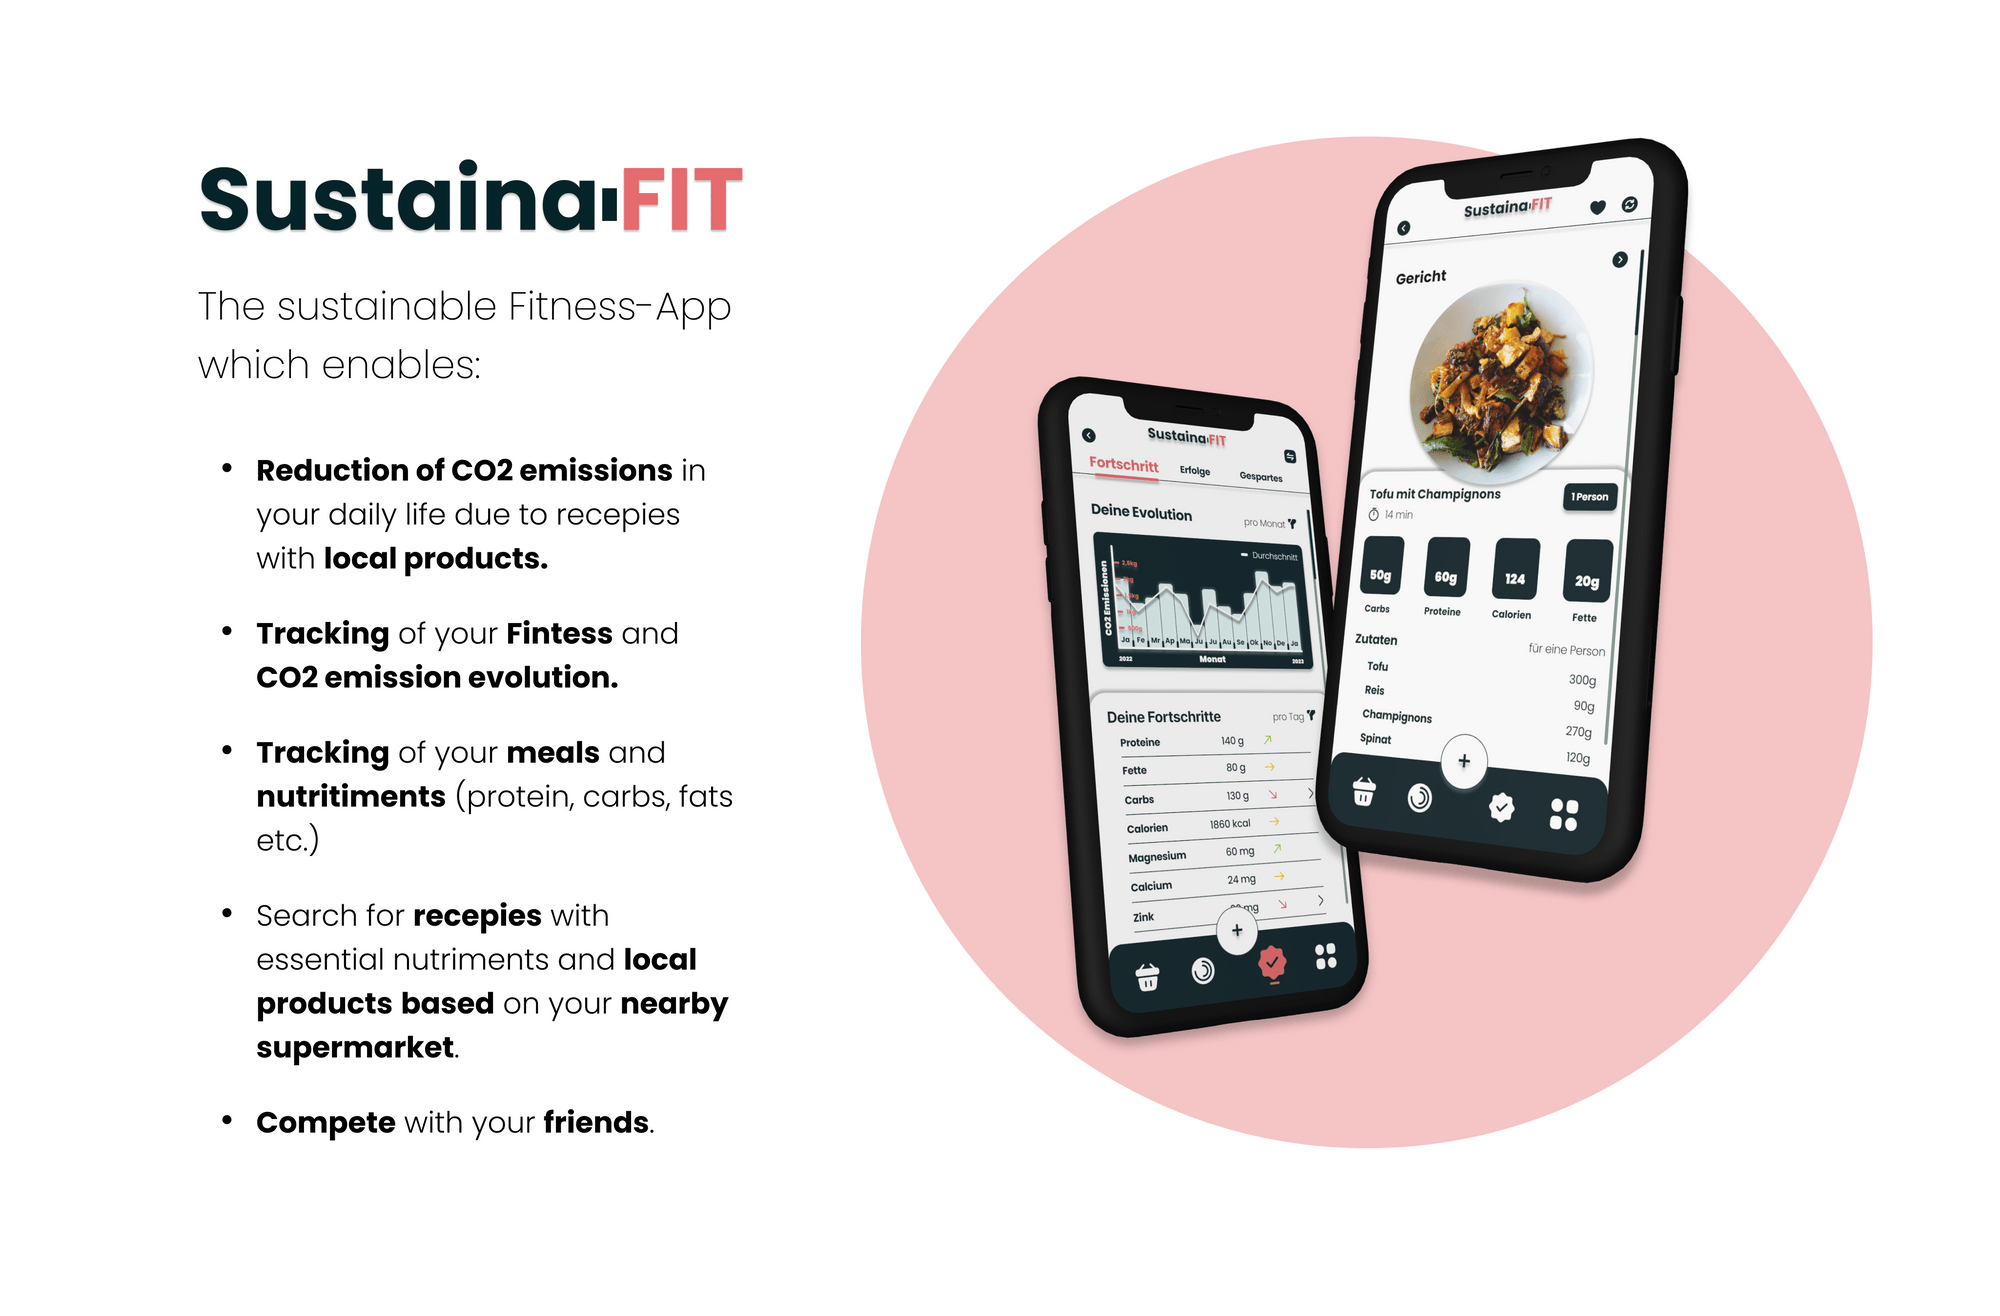 Sustaina-FIT
The sustainable Fitness-App
which enables:
• Reduction of CO2 emissions in
your daily life due to recepies
with local products.
• Tracking of your Fintess and
CO2 emission evolution.
• Tracking of your meals and
nutritiments (protein, carbs, fats
etc.)
• Search for recepies with
essential nutriments and local
products based on your nearby
supermarket.
• Compete with your friends.
Sustaina-FIT
Fortschritt Erfolge Gespartes
Deine Evolution pro Monat
Durchschnitt
CO2 Emissionen
2,5kg
Ja Fe Mr Ap Ma Ju Ju Au Se Ok No De Ja
2022 Monat 2023
Deine Fortschritte pro Tag
Proteine 140 g
Fette 80 g
Carbs 130 g
Calorien 1860 kcal
Magnesium 60 mg
Calcium 24 mg
Zink mg
+
Sustaina-FIT
Gericht
Tofu mit Champignons 1 Person
14 min
50g 60g 124 20g
Carbs Proteine Calorien Fette
Zutaten für eine Person
Tofu 300g
Reis 90g
Champignons 270g
Spinat 120g
+